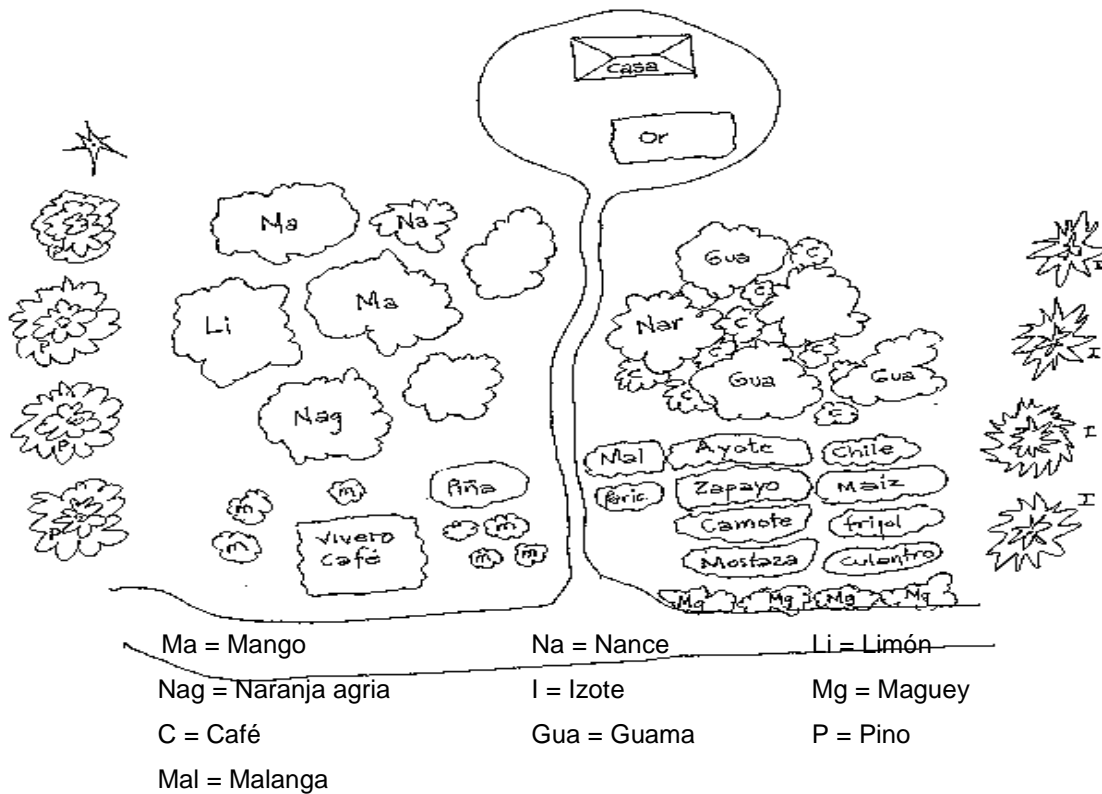 casa
or
Ma
Na
Li
Ma
Nag
Piña
m
m
m
vivero
café
m
m
m
P
P
P
P
Gua
c
c
Nar
c
c
Gua
c
Gua
c
Mal
Ayote
chile
Zapayo
Maíz
Camote
frijol
Mostaza
culantro
Mg
Mg
Mg
Mg
I
I
I
I
Ma = Mango
Na = Nance
Li = Limón
Nag = Naranja agria
I = Izote
Mg = Maguey
C = Café
Gua = Guama
P = Pino
Mal = Malanga